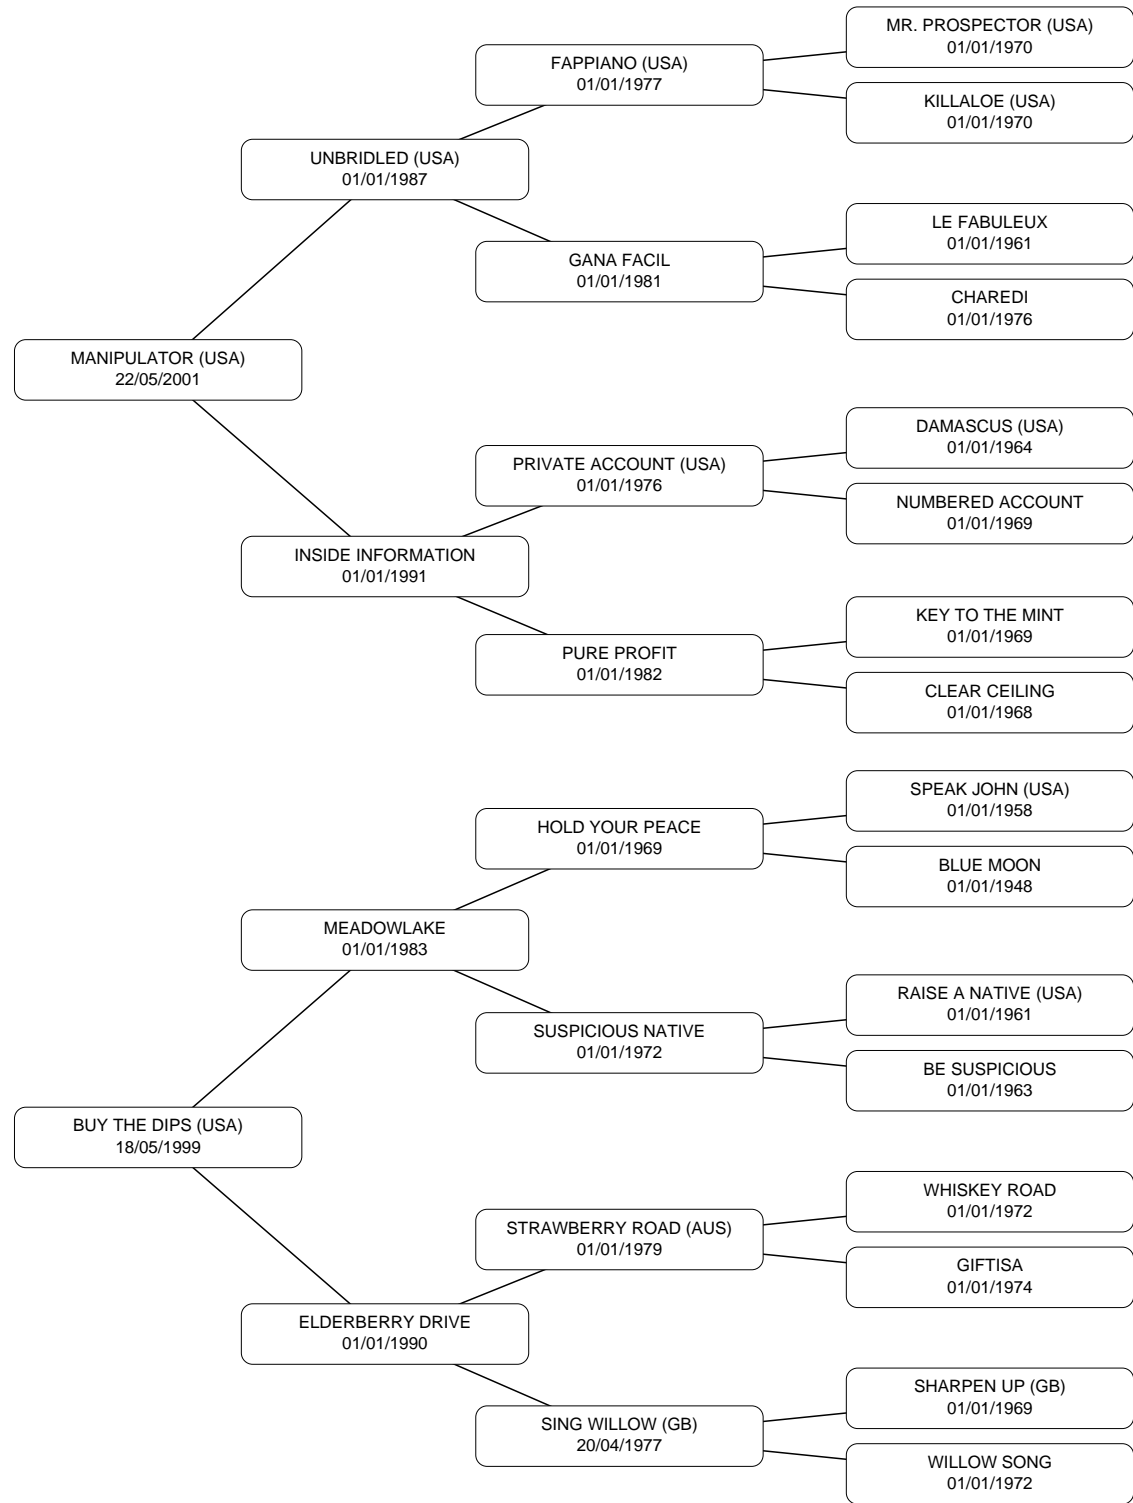 MR. PROSPECTOR (USA)
01/01/1970
FAPPIANO (USA)
01/01/1977
KILLALOE (USA)
01/01/1970
UNBRIDLED (USA)
01/01/1987
LE FABULEUX
01/01/1961
GANA FACIL
01/01/1981
CHAREDI
01/01/1976
MANIPULATOR (USA)
22/05/2001
DAMASCUS (USA)
01/01/1964
PRIVATE ACCOUNT (USA)
01/01/1976
NUMBERED ACCOUNT
01/01/1969
INSIDE INFORMATION
01/01/1991
KEY TO THE MINT
01/01/1969
PURE PROFIT
01/01/1982
CLEAR CEILING
01/01/1968
SPEAK JOHN (USA)
01/01/1958
HOLD YOUR PEACE
01/01/1969
BLUE MOON
01/01/1948
MEADOWLAKE
01/01/1983
RAISE A NATIVE (USA)
01/01/1961
SUSPICIOUS NATIVE
01/01/1972
BE SUSPICIOUS
01/01/1963
BUY THE DIPS (USA)
18/05/1999
WHISKEY ROAD
01/01/1972
STRAWBERRY ROAD (AUS)
01/01/1979
GIFTISA
01/01/1974
ELDERBERRY DRIVE
01/01/1990
SHARPEN UP (GB)
01/01/1969
SING WILLOW (GB)
20/04/1977
WILLOW SONG
01/01/1972